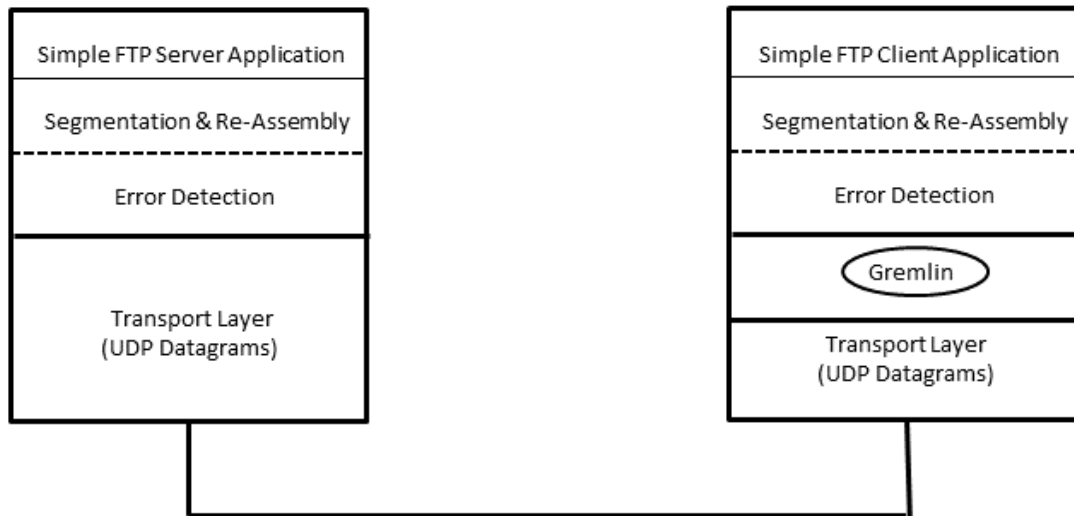 Simple FTP Server Application
Segmentation & Re-Assembly
Error Detection
Transport Layer
(UDP Datagrams)
Simple FTP Client Application
Segmentation & Re-Assembly
Error Detection
Gremlin
Transport Layer
(UDP Datagrams)